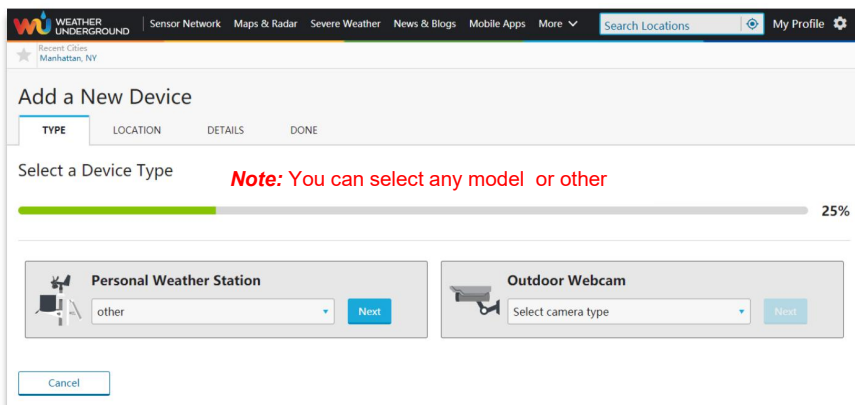 WEATHER UNDERGROUND Sensor Network Maps & Radar Severe Weather News & Blogs Mobile Apps More Search Locations My Profile
Recent Cities
Manhattan, NY
Add a New Device
TYPE LOCATION DETAILS DONE
Select a Device Type
Note: You can select any model or other
25%
Personal Weather Station
other Next
Outdoor Webcam
Select camera type Next
Cancel